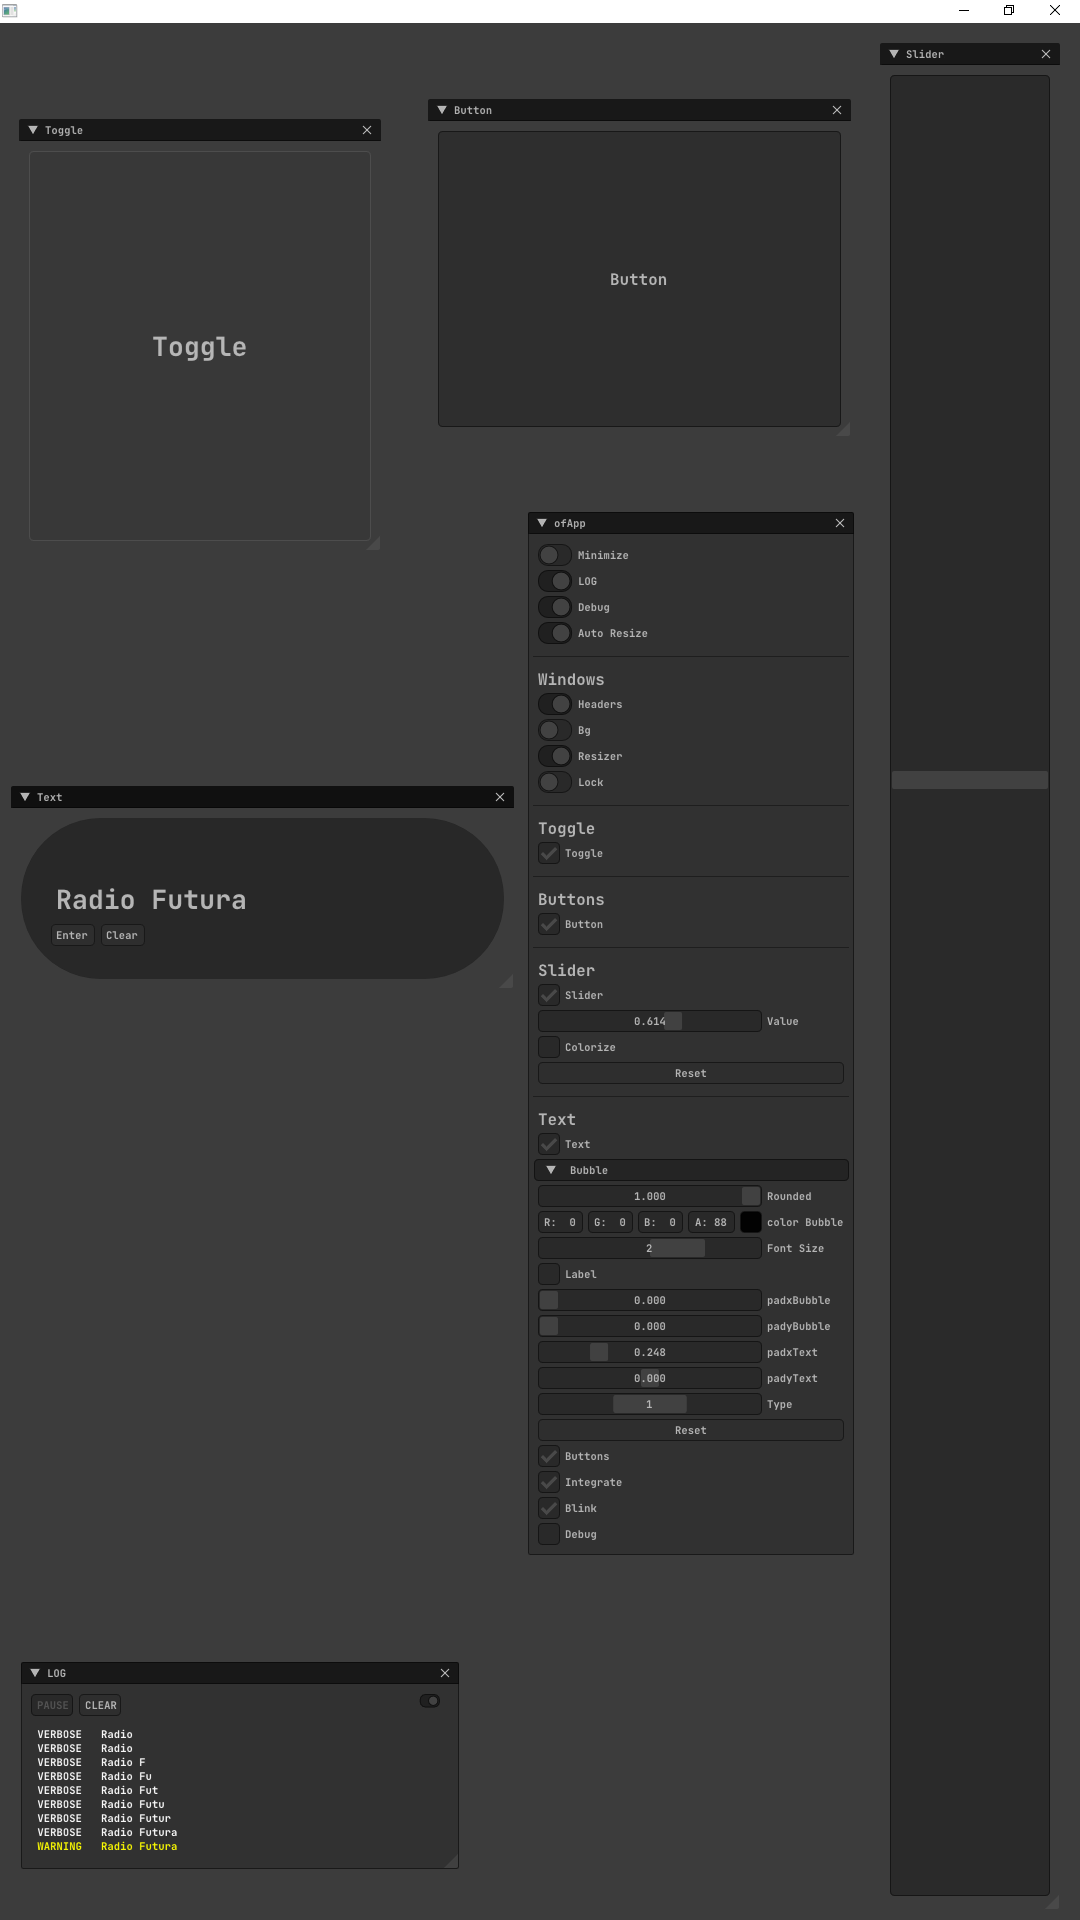 Slider
Button
Toggle
Button
Toggle
ofApp
Minimize
LOG
Debug
Auto Resize
Windows
Headers
Bg
Resizer
Lock
Toggle
Toggle
Buttons
Button
Slider
Slider
0.614 Value
Colorize
Reset
Text
Text
Bubble
1.000 Rounded
R: 0 G: 0 B: 0 A: 88 color Bubble
2 Font Size
Label
0.000 padxBubble
0.000 padyBubble
0.248 padxText
0.000 padyText
1 Type
Reset
Buttons
Integrate
Blink
Debug
Text
Radio Futura
Enter Clear
LOG
PAUSE CLEAR
VERBOSE Radio
VERBOSE Radio
VERBOSE Radio F
VERBOSE Radio Fu
VERBOSE Radio Fut
VERBOSE Radio Futu
VERBOSE Radio Futur
VERBOSE Radio Futura
WARNING Radio Futura